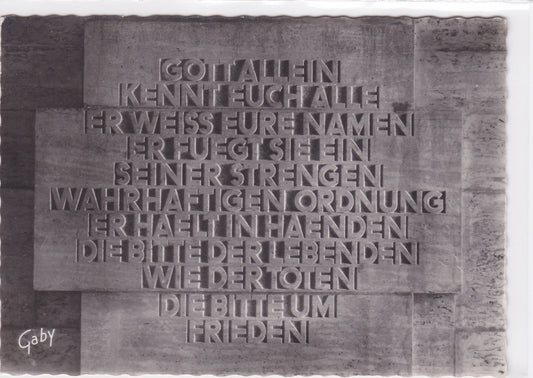 GOTT ALLEIN
KENNT EUCH ALLE
ER WEISS EURE NAMEN
ER FUEGT SIE EIN
SEINER STRENGEN
WAHRHAFTIGEN ORDNUNG
ER HAELT IN HAENDEN
DIE BITTE DER LEBENDEN
WIE DER TOTEN
DIE BITTE UM
FRIEDEN
Gaby